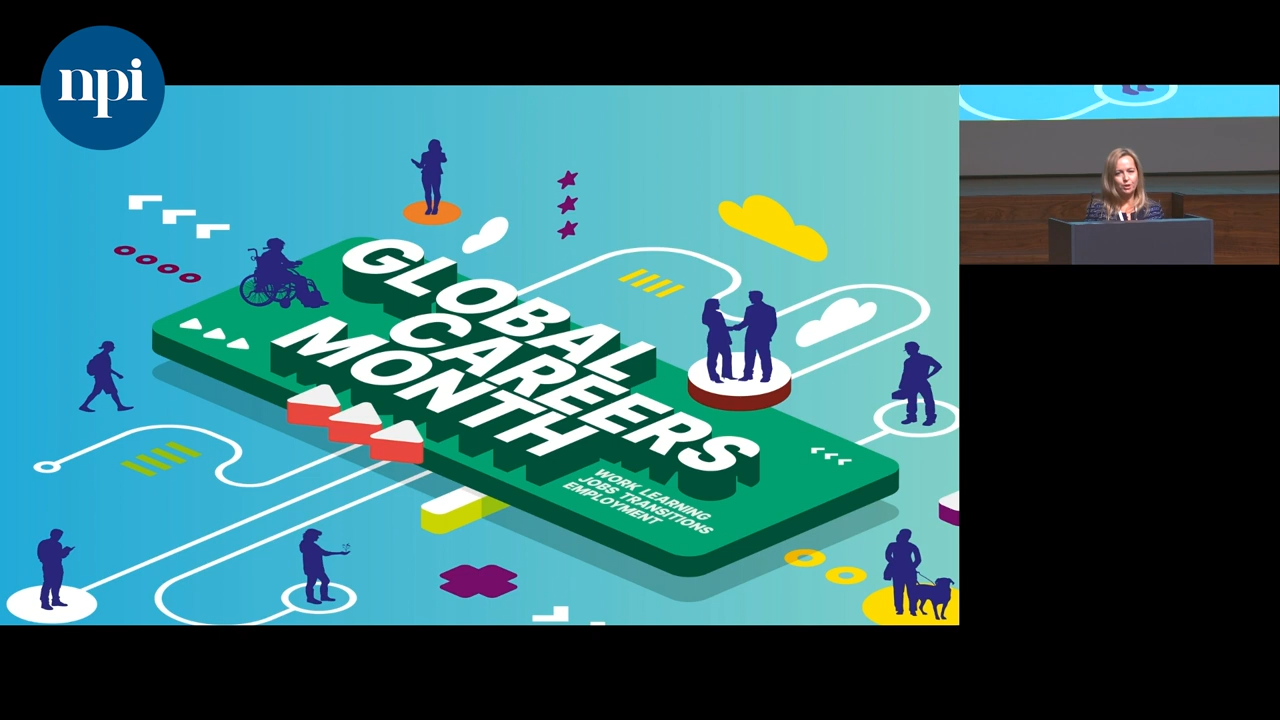 npi
GLOBAL
CAREERS
MONTH
WORK LEARNING
JOBS TRANSITIONS
EMPLOYMENT